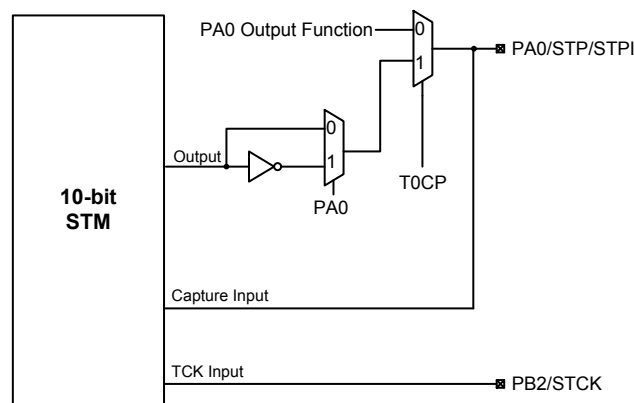 PA0 Output Function
0
1
PA0/STP/STPI
Output
0
1
PA0
T0CP
10-bit
STM
Capture Input
TCK Input
PB2/STCK